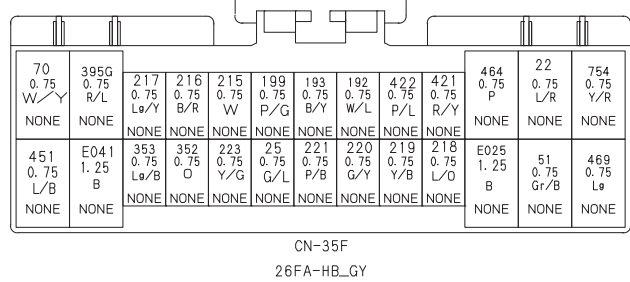 70 395G 217 216 215 199 193 192 422 421 464 22 754
0.75 0.75 0.75 0.75 0.75 0.75 0.75 0.75 0.75 0.75 0.75 0.75 0.75
W/Y R/L Lg/Y B/R W P/G B/Y W/L P/L R/Y P L/R Y/R
NONE NONE NONE NONE NONE NONE NONE NONE NONE NONE NONE NONE NONE
451 E041 353 352 223 25 221 220 219 218 E025 51 469
0.75 1.25 0.75 0.75 0.75 0.75 0.75 0.75 0.75 0.75 1.25 0.75 0.75
L/B B Lg/B O Y/G G/L P/B G/Y Y/B L/O B Gr/B Lg
NONE NONE NONE NONE NONE NONE NONE NONE NONE NONE NONE NONE NONE
CN-35F
26FA-HB_GY